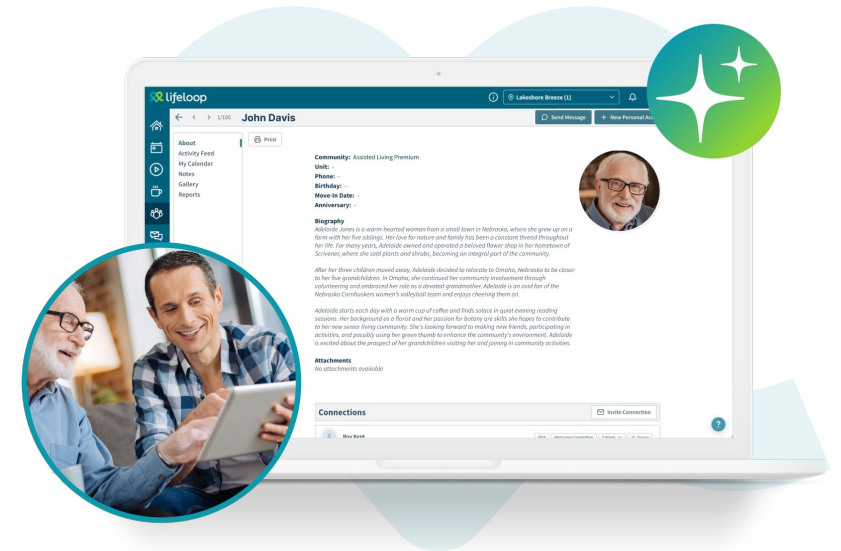 lifeloop
Lakeshore Breeze (1)
1/105
John Davis
Send Message
+ New Personal
About
Activity Feed
My Calendar
Notes
Gallery
Reports
Print
Community: Assisted Living Premium
Unit: -
Phone: -
Birthday: -
Move-In Date: -
Anniversary: -
Biography
Adelaide Jones is a warm-hearted woman from a small town in Nebraska, where she grew up on a
farm with her five siblings. Her love for nature and family has been a constant thread throughout
her life. For many years, Adelaide owned and operated a beloved flower shop in her hometown of
Scrivener, where she sold plants and shrubs, becoming an integral part of the community.
After her three children moved away, Adelaide decided to relocate to Omaha, Nebraska to be closer
to her five grandchildren. In Omaha, she continued her community involvement through
volunteering and embraced her role as a devoted grandmother. Adelaide is an avid fan of the
Nebraska Cornhuskers women's volleyball team and enjoys cheering them on.
Adelaide starts each day with a warm cup of coffee and finds solace in quiet evening reading
sessions. Her background as a florist and her passion for botany are skills she hopes to contribute
to her new senior living community. She's looking forward to making new friends, participating in
activities, and possibly using her green thumb to enhance the community's environment. Adelaide
is excited about the prospect of her grandchildren visiting her and joining in community activities.
Attachments
No attachments available
Connections
Invite Connection
Roy Kent
?